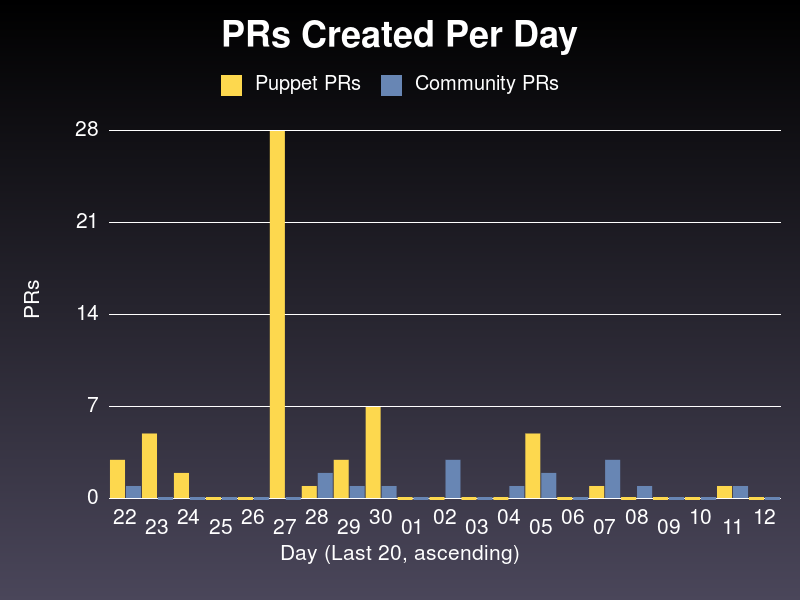 PRs Created Per Day
Puppet PRs Community PRs
28
21
14
7
0
PRs
22 23 24 25 26 27 28 29 30 01 02 03 04 05 06 07 08 09 10 11 12
Day (Last 20, ascending)